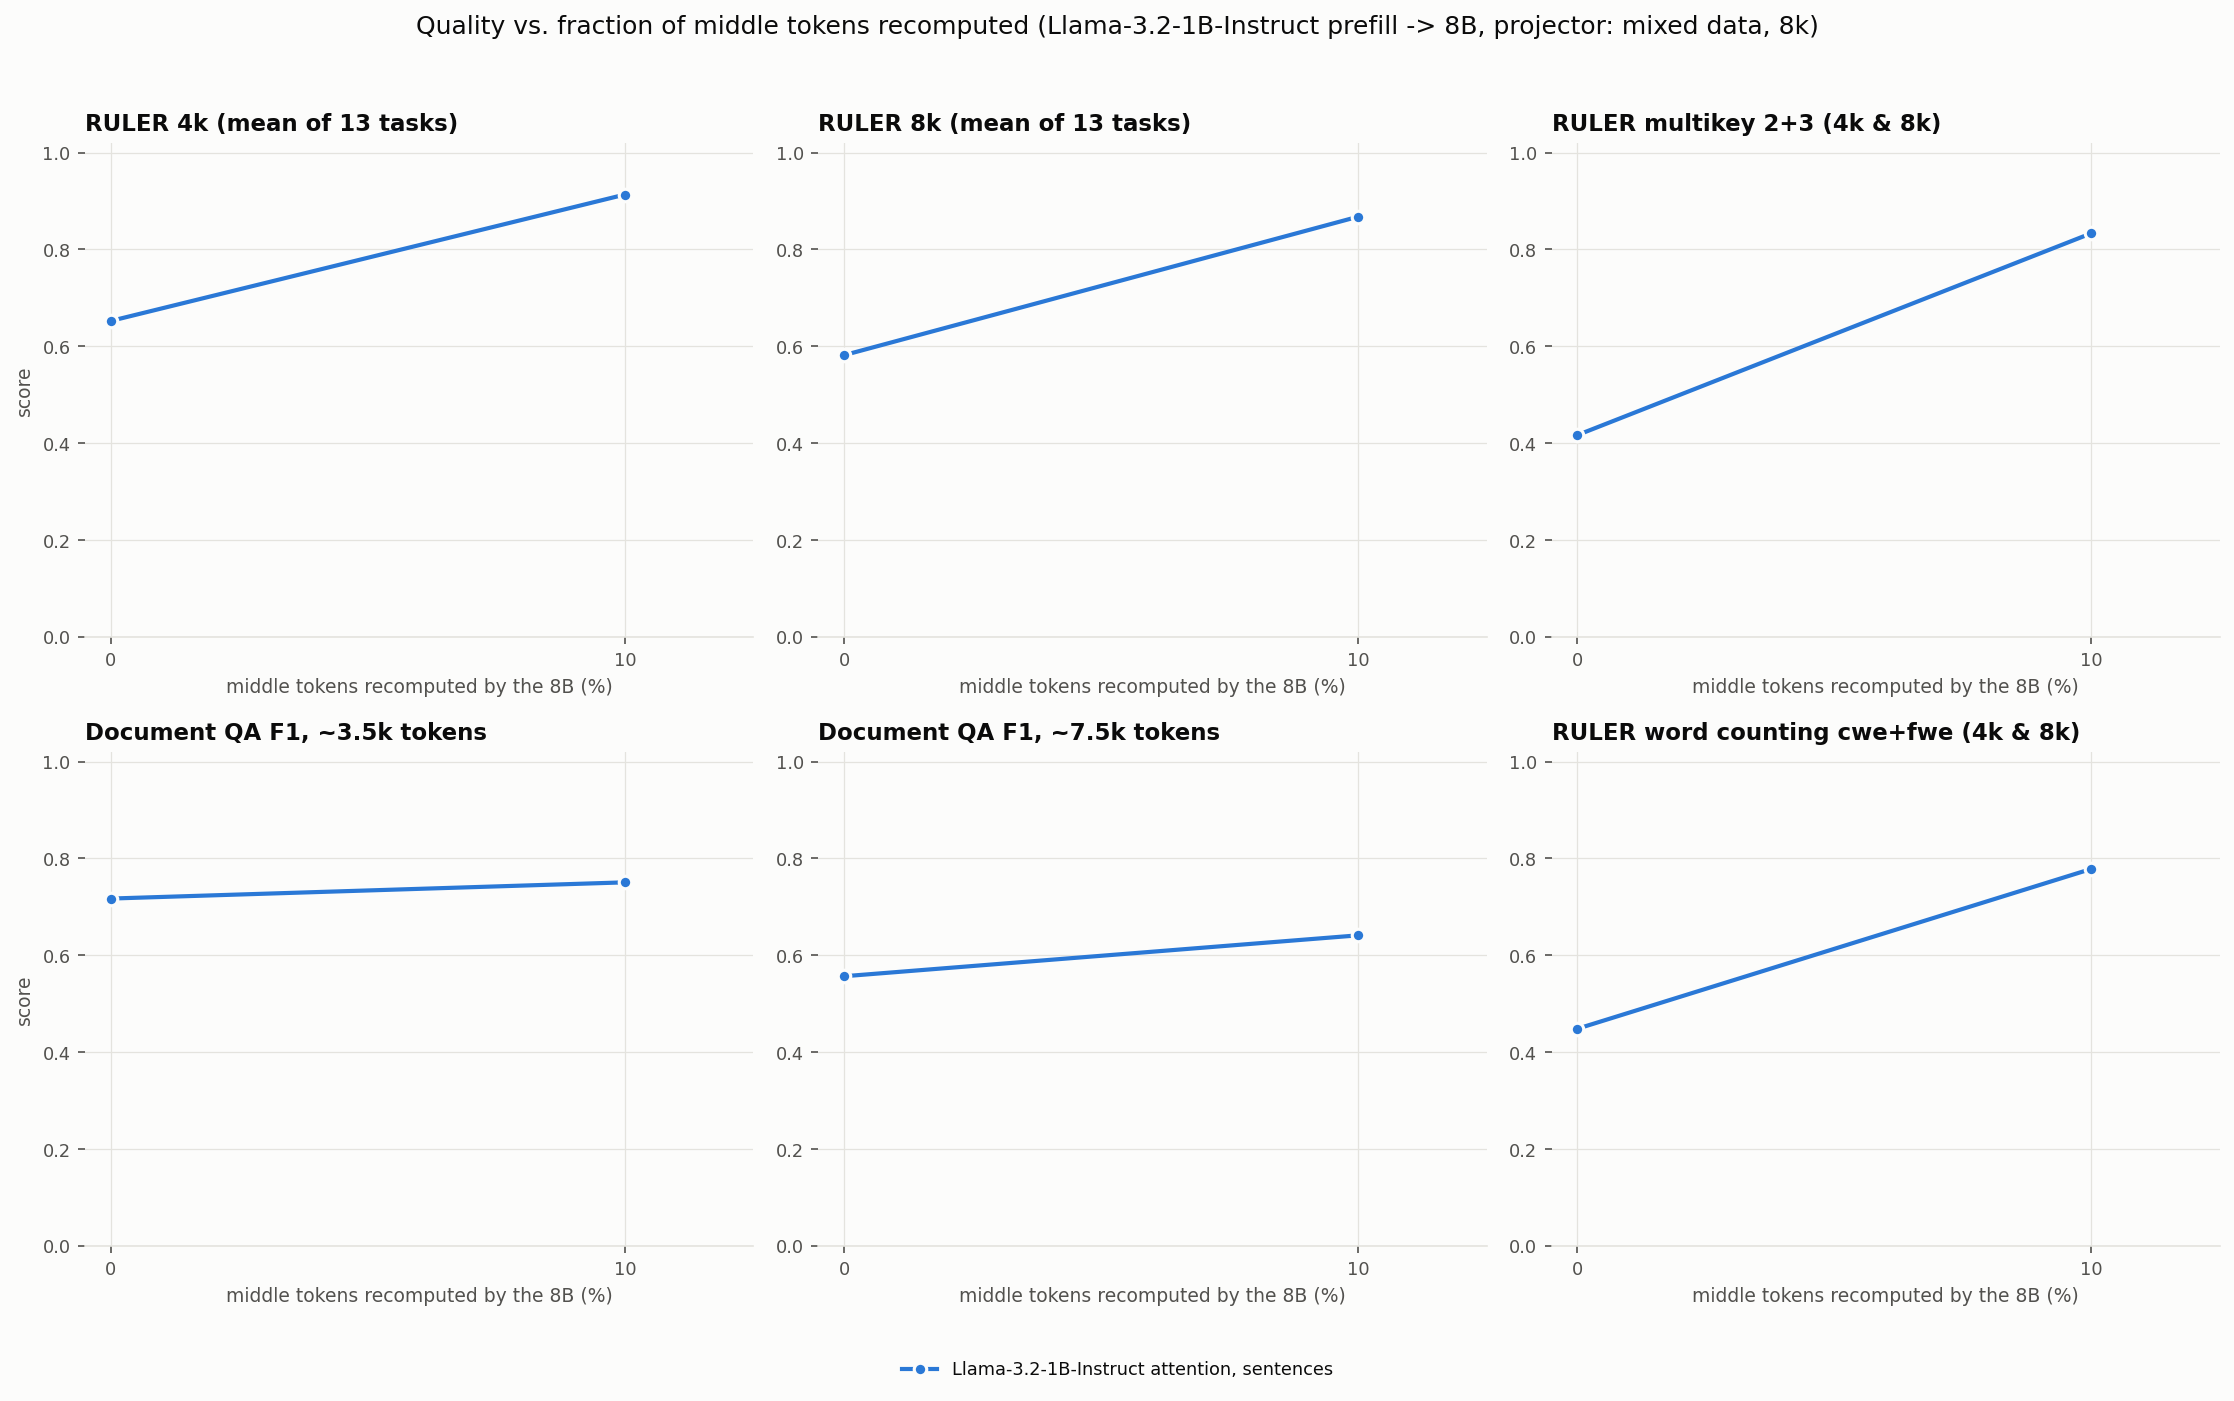 Quality vs. fraction of middle tokens recomputed (Llama-3.2-1B-Instruct prefill -> 8B, projector: mixed data, 8k)
RULER 4k (mean of 13 tasks)
1.0
0.8
0.6
0.4
0.2
0.0
score
0 10
middle tokens recomputed by the 8B (%)
RULER 8k (mean of 13 tasks)
1.0
0.8
0.6
0.4
0.2
0.0
0 10
middle tokens recomputed by the 8B (%)
RULER multikey 2+3 (4k & 8k)
1.0
0.8
0.6
0.4
0.2
0.0
0 10
middle tokens recomputed by the 8B (%)
Document QA F1, ~3.5k tokens
1.0
0.8
0.6
0.4
0.2
0.0
score
0 10
middle tokens recomputed by the 8B (%)
Document QA F1, ~7.5k tokens
1.0
0.8
0.6
0.4
0.2
0.0
0 10
middle tokens recomputed by the 8B (%)
RULER word counting cwe+fwe (4k & 8k)
1.0
0.8
0.6
0.4
0.2
0.0
0 10
middle tokens recomputed by the 8B (%)
Llama-3.2-1B-Instruct attention, sentences